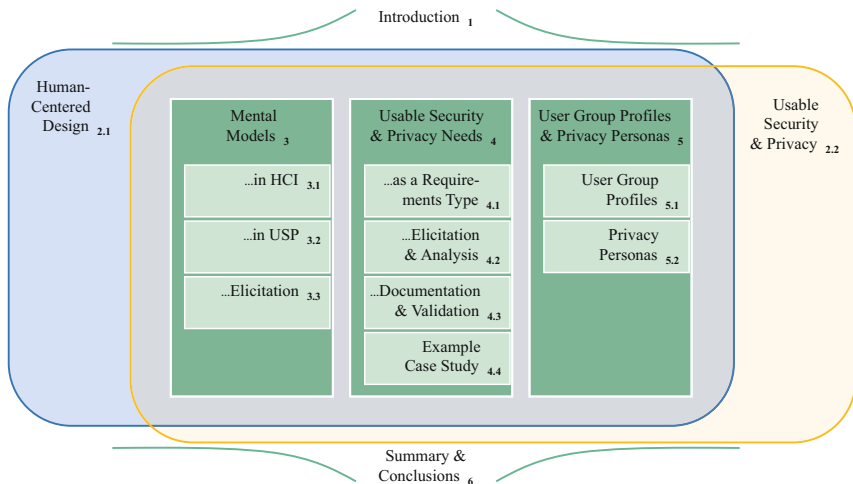 Introduction 1
Human-
Centered
Design 2.1
Mental
Models 3
...in HCI 3.1
...in USP 3.2
...Elicitation 3.3
Usable Security
& Privacy Needs 4
...as a Require-
ments Type 4.1
...Elicitation
& Analysis 4.2
...Documentation
& Validation 4.3
Example
Case Study 4.4
User Group Profiles
& Privacy Personas 5
User Group
Profiles 5.1
Privacy
Personas 5.2
Usable
Security
& Privacy 2.2
Summary &
Conclusions 6